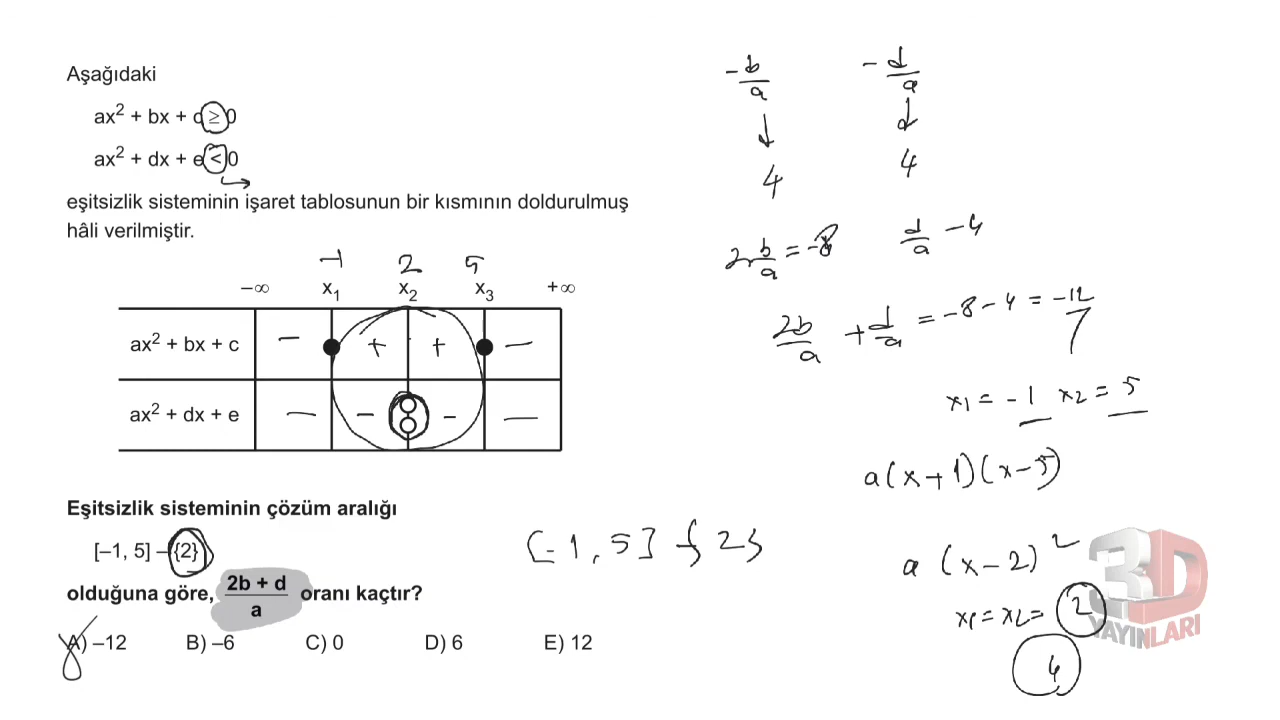 Aşağıdaki
ax² + bx + c ≥ 0
ax² + dx + e < 0
eşitsizlik sisteminin işaret tablosunun bir kısmının doldurulmuş
hâli verilmiştir.
-1 2 5
–∞ x₁ x₂ x₃ +∞
ax² + bx + c − + + −
ax² + dx + e − − − −
Eşitsizlik sisteminin çözüm aralığı
[–1, 5] – {2}
olduğuna göre, (2b + d)/a oranı kaçtır?
A) –12 B) –6 C) 0 D) 6 E) 12
[-1, 5] - {2}
-b/a -d/a
↓ ↓
4 4
2b/a = -8 d/a -4
2b/a + d/a = -8 - 4 = -12
x₁ = -1 x₂ = 5
a(x+1)(x-5)
a(x-2)²
x₁ = x₂ = 2
4
3D
YAYINLARI